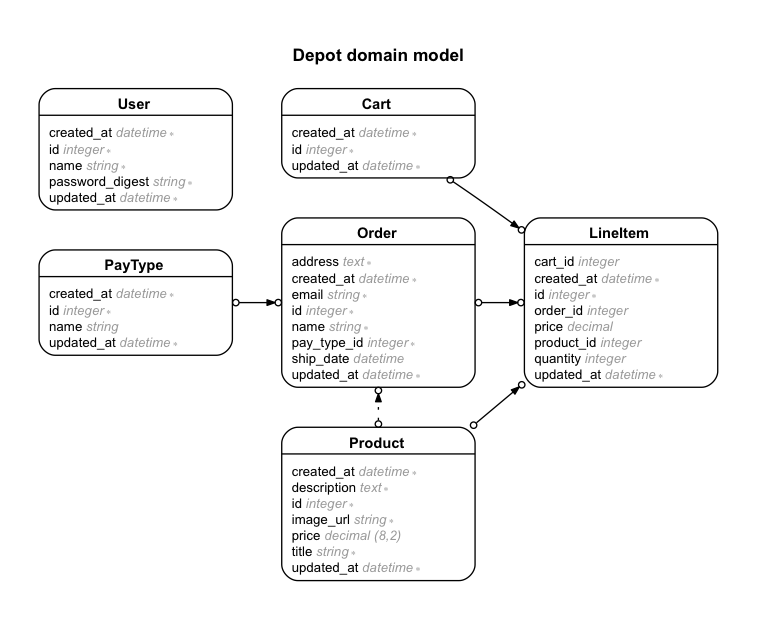 Depot domain model
User
created_at datetime *
id integer *
name string *
password_digest string *
updated_at datetime *
Cart
created_at datetime *
id integer *
updated_at datetime *
PayType
created_at datetime *
id integer *
name string
updated_at datetime *
Order
address text *
created_at datetime *
email string *
id integer *
name string *
pay_type_id integer *
ship_date datetime
updated_at datetime *
LineItem
cart_id integer
created_at datetime *
id integer *
order_id integer
price decimal
product_id integer
quantity integer
updated_at datetime *
Product
created_at datetime *
description text *
id integer *
image_url string *
price decimal (8,2)
title string *
updated_at datetime *